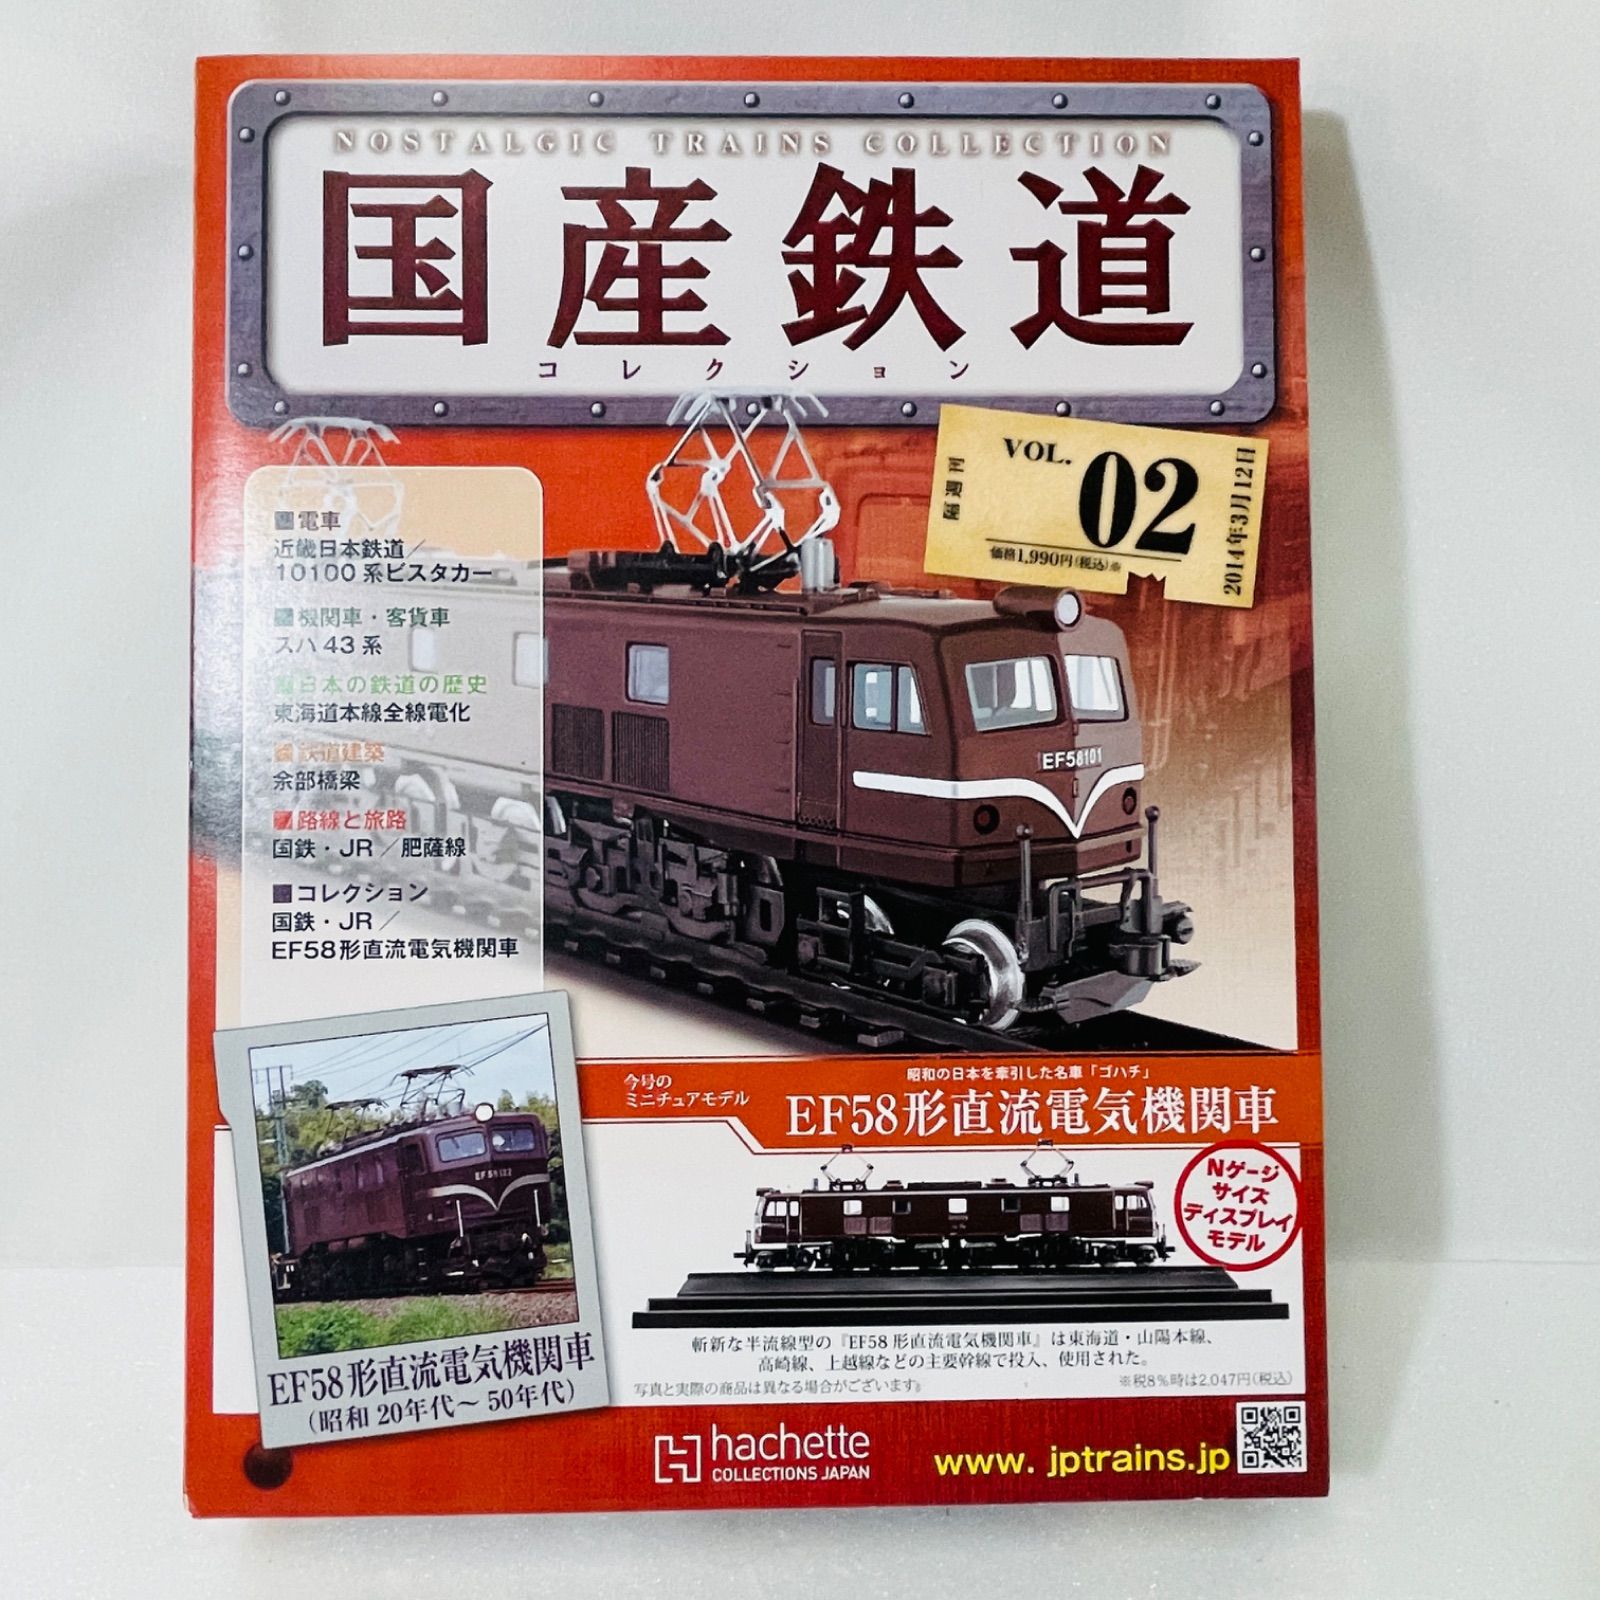 NOSTALGIC TRAINS COLLECTION
国産鉄道
コレクション
隔週刊
VOL. 02
価格1,990円(税込)※
2014年3月12日
■電車
近畿日本鉄道/
10100系ビスタカー
■機関車・客貨車
スハ43系
■日本の鉄道の歴史
東海道本線全線電化
■鉄道建築
余部橋梁
■路線と旅路
国鉄・JR/肥薩線
■コレクション
国鉄・JR/
EF58形直流電気機関車
EF58101
今号の
ミニチュアモデル
昭和の日本を牽引した名車「ゴハチ」
EF58形直流電気機関車
Nゲージ
サイズ
ディスプレイ
モデル
EF58122
EF58形直流電気機関車
(昭和20年代～50年代)
斬新な半流線型の『EF58形直流電気機関車』は東海道・山陽本線、
高崎線、上越線などの主要幹線で投入、使用された。
写真と実際の商品は異なる場合がございます。
※税8%時は2,047円(税込)
hachette
COLLECTIONS JAPAN
www. jptrains.jp